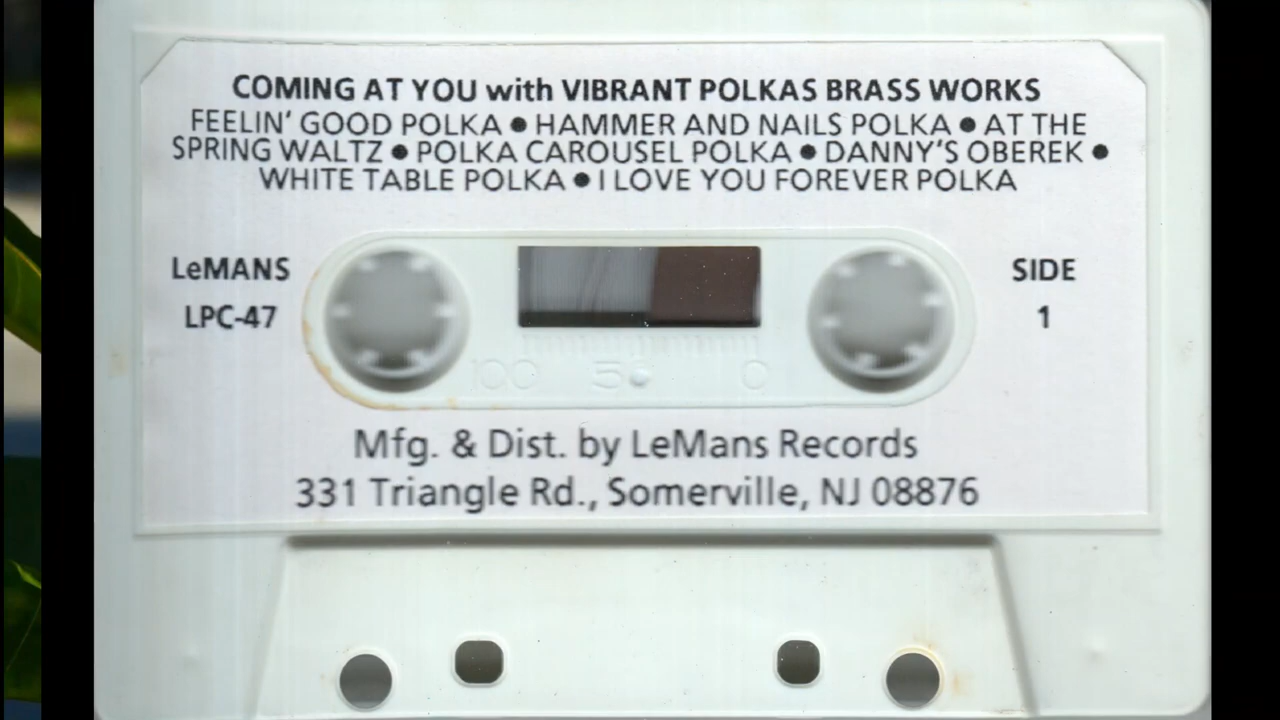 COMING AT YOU with VIBRANT POLKAS BRASS WORKS
FEELIN' GOOD POLKA ● HAMMER AND NAILS POLKA ● AT THE
SPRING WALTZ ● POLKA CAROUSEL POLKA ● DANNY'S OBEREK ●
WHITE TABLE POLKA ● I LOVE YOU FOREVER POLKA
LeMANS
LPC-47
SIDE
1
100 50 0
Mfg. & Dist. by LeMans Records
331 Triangle Rd., Somerville, NJ 08876